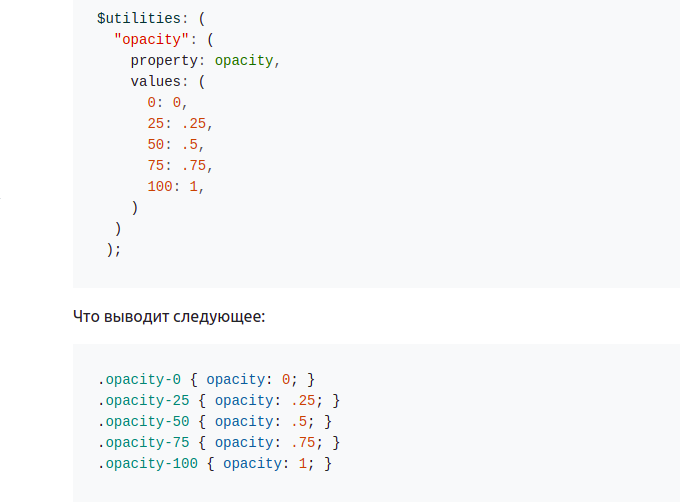 $utilities: (
  "opacity": (
    property: opacity,
    values: (
      0: 0,
      25: .25,
      50: .5,
      75: .75,
      100: 1,
    )
  )
 );
Что выводит следующее:
.opacity-0 { opacity: 0; }
.opacity-25 { opacity: .25; }
.opacity-50 { opacity: .5; }
.opacity-75 { opacity: .75; }
.opacity-100 { opacity: 1; }